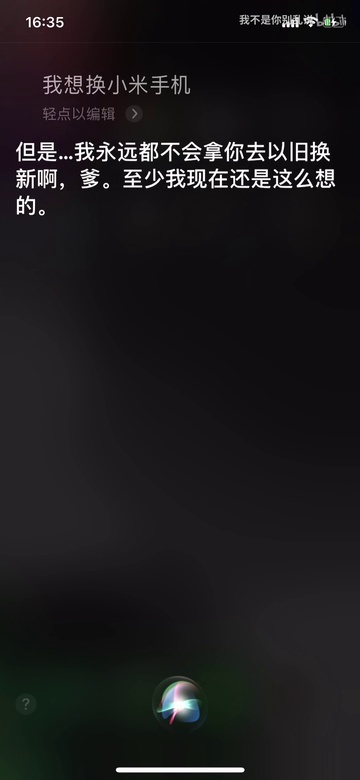 16:35
我不是你别乱说
我想换小米手机
轻点以编辑
但是...我永远都不会拿你去以旧换
新啊，爹。至少我现在还是这么想
的。
?